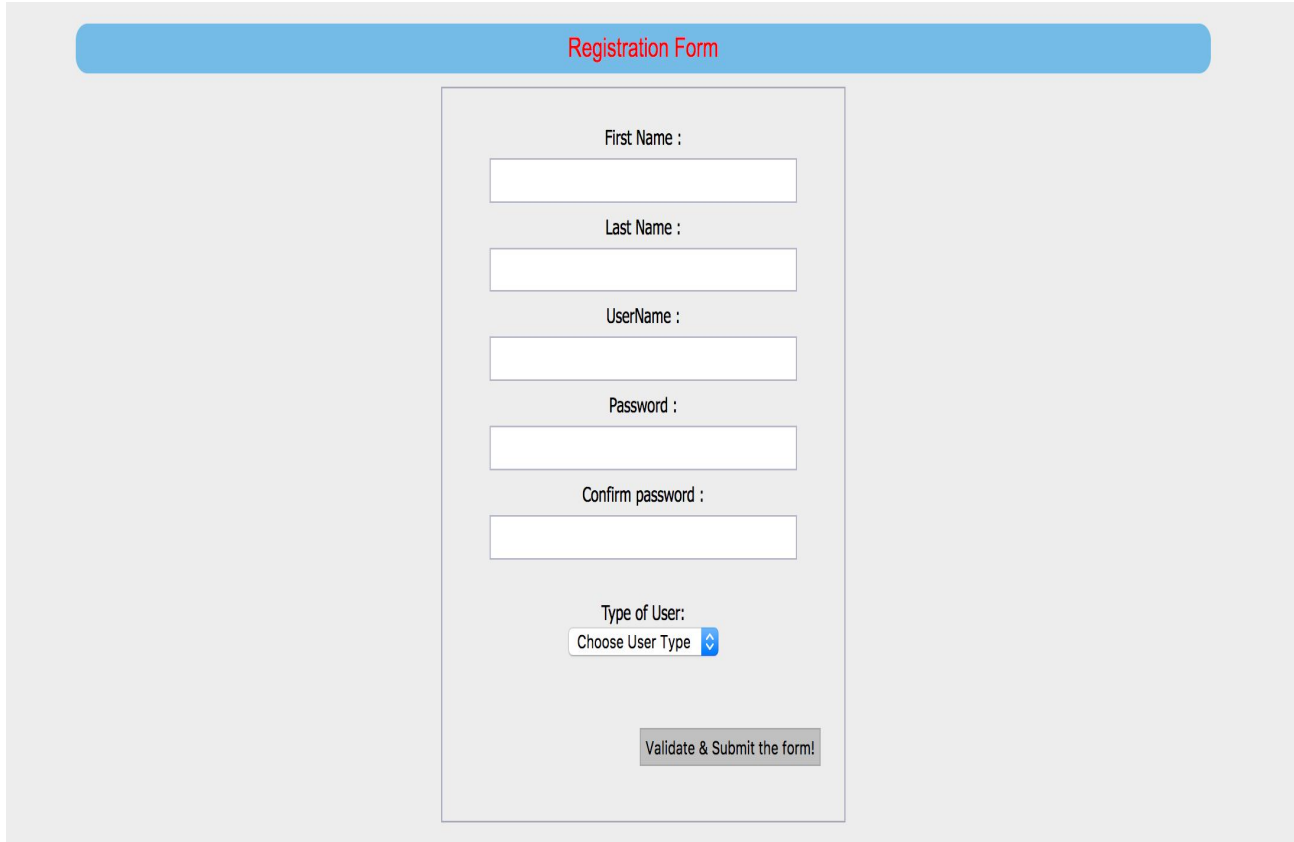 Registration Form
First Name :
Last Name :
UserName :
Password :
Confirm password :
Type of User:
Choose User Type
Validate & Submit the form!